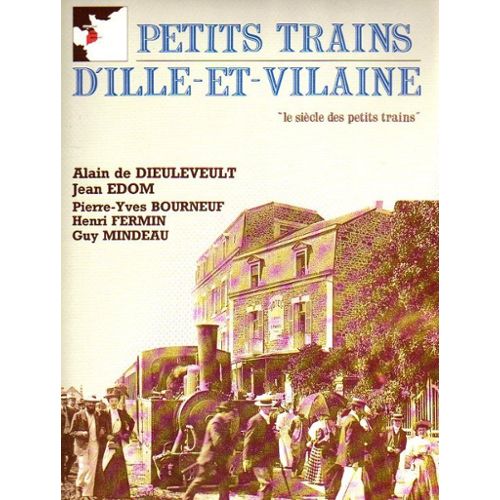 PETITS TRAINS
D'ILLE-ET-VILAINE
"le siècle des petits trains"
Alain de DIEULEVEULT
Jean EDOM
Pierre-Yves BOURNEUF
Henri FERMIN
Guy MINDEAU